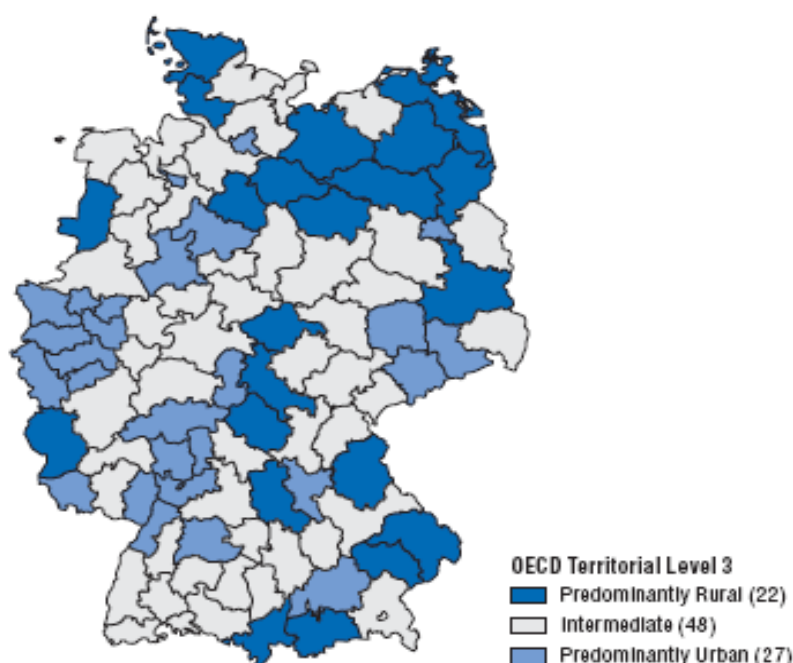 OECD Territorial Level 3
Predominantly Rural (22)
Intermediate (48)
Predominantly Urban (27)